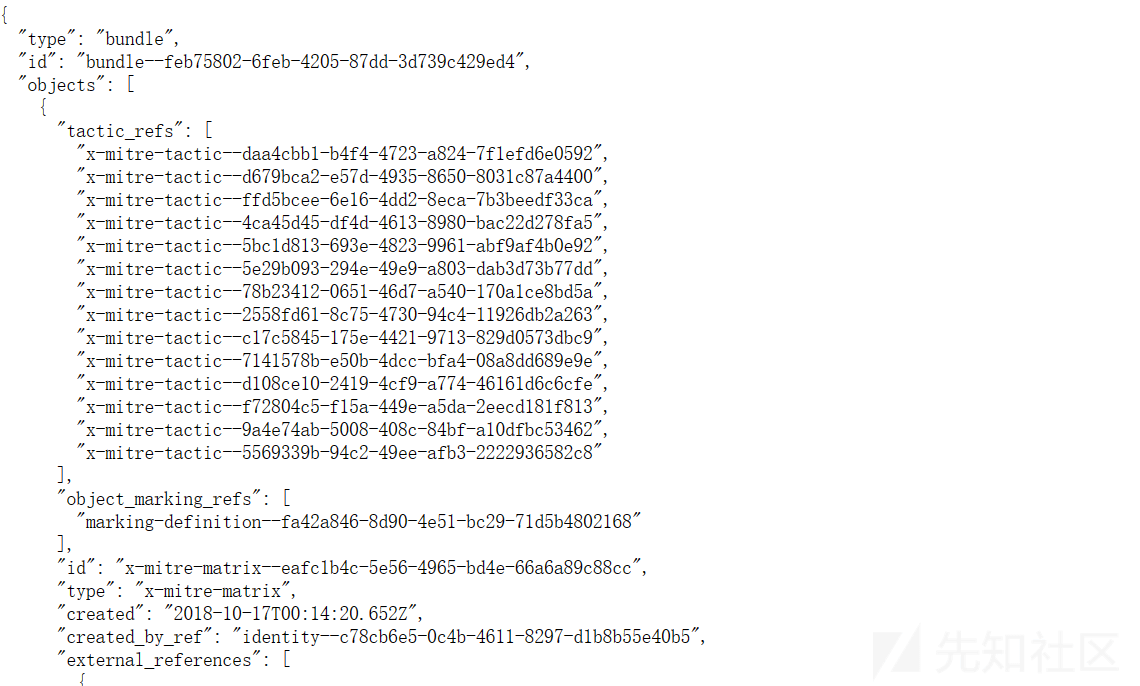 {
"type": "bundle",
"id": "bundle--feb75802-6feb-4205-87dd-3d739c429ed4",
"objects": [
{
"tactic_refs": [
"x-mitre-tactic--daa4cbb1-b4f4-4723-a824-7f1efd6e0592",
"x-mitre-tactic--d679bca2-e57d-4935-8650-8031c87a4400",
"x-mitre-tactic--ffd5bcee-6e16-4dd2-8eca-7b3beedf33ca",
"x-mitre-tactic--4ca45d45-df4d-4613-8980-bac22d278fa5",
"x-mitre-tactic--5bc1d813-693e-4823-9961-abf9af4b0e92",
"x-mitre-tactic--5e29b093-294e-49e9-a803-dab3d73b77dd",
"x-mitre-tactic--78b23412-0651-46d7-a540-170a1ce8bd5a",
"x-mitre-tactic--2558fd61-8c75-4730-94c4-11926db2a263",
"x-mitre-tactic--c17c5845-175e-4421-9713-829d0573dbc9",
"x-mitre-tactic--7141578b-e50b-4dcc-bfa4-08a8dd689e9e",
"x-mitre-tactic--d108ce10-2419-4cf9-a774-46161d6c6cfe",
"x-mitre-tactic--f72804c5-f15a-449e-a5da-2eecd181f813",
"x-mitre-tactic--9a4e74ab-5008-408c-84bf-a10dfbc53462",
"x-mitre-tactic--5569339b-94c2-49ee-afb3-2222936582c8"
],
"object_marking_refs": [
"marking-definition--fa42a846-8d90-4e51-bc29-71d5b4802168"
],
"id": "x-mitre-matrix--eafc1b4c-5e56-4965-bd4e-66a6a89c88cc",
"type": "x-mitre-matrix",
"created": "2018-10-17T00:14:20.652Z",
"created_by_ref": "identity--c78cb6e5-0c4b-4611-8297-d1b8b55e40b5",
"external_references": [
{
先知社区